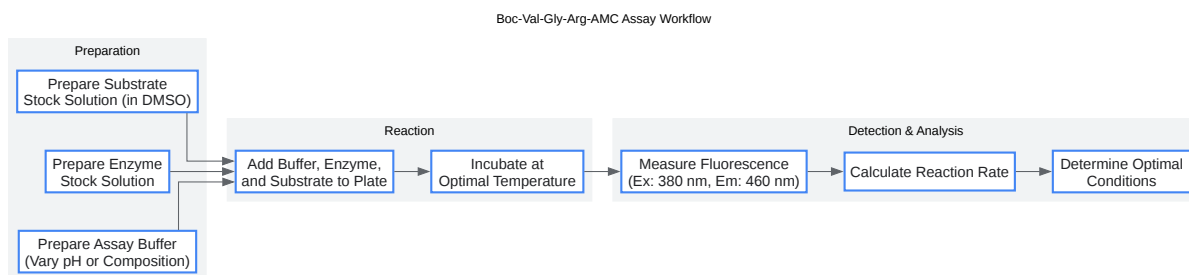 Boc-Val-Gly-Arg-AMC Assay Workflow
Preparation
Prepare Substrate
Stock Solution (in DMSO)
Prepare Enzyme
Stock Solution
Prepare Assay Buffer
(Vary pH or Composition)
Reaction
Add Buffer, Enzyme,
and Substrate to Plate
Incubate at
Optimal Temperature
Detection & Analysis
Measure Fluorescence
(Ex: 380 nm, Em: 460 nm)
Calculate Reaction Rate
Determine Optimal
Conditions